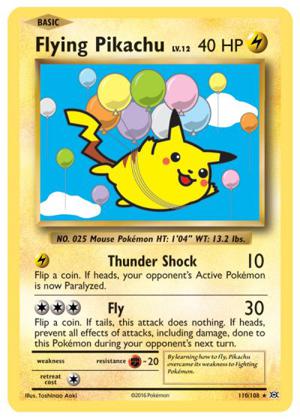 BASIC
Flying Pikachu LV.12 40 HP
NO. 025 Mouse Pokémon HT: 1'04" WT: 13.2 lbs.
Thunder Shock 10
Flip a coin. If heads, your opponent's Active Pokémon
is now Paralyzed.
Fly 30
Flip a coin. If tails, this attack does nothing. If heads,
prevent all effects of attacks, including damage, done to
this Pokémon during your opponent's next turn.
weakness resistance -20
retreat
cost
By learning how to fly, Pikachu
overcame its weakness to Fighting
Pokémon.
Illus. Toshinao Aoki ©2016 Pokémon 110/108 ★